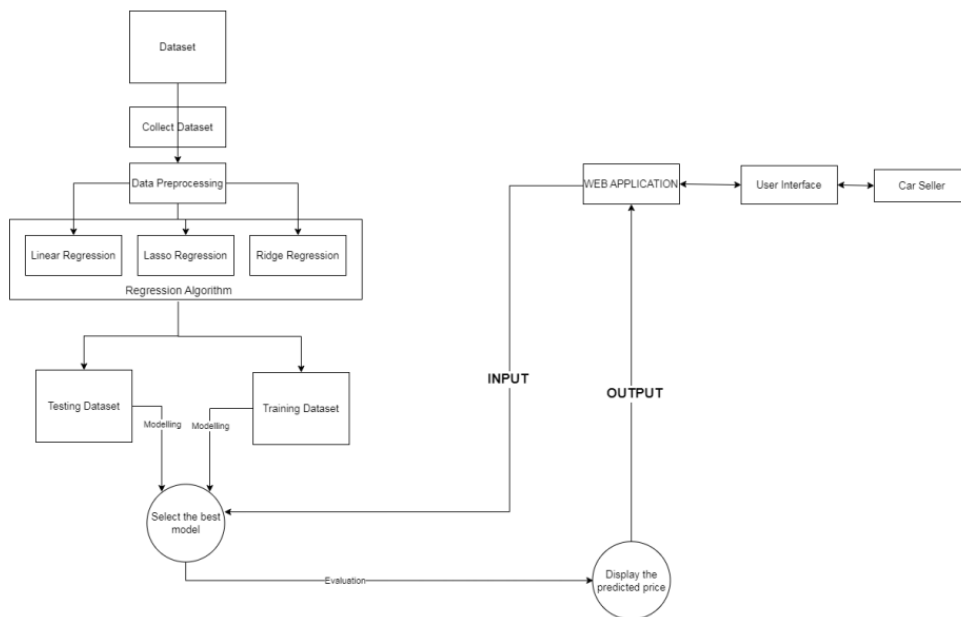 Dataset
Collect Dataset
Data Preprocessing
WEB APPLICATION
User Interface
Car Seller
Linear Regression
Lasso Regression
Ridge Regression
Regression Algorithm
INPUT
OUTPUT
Testing Dataset
Training Dataset
Modelling
Modelling
Select the best
model
Evaluation
Display the
predicted price